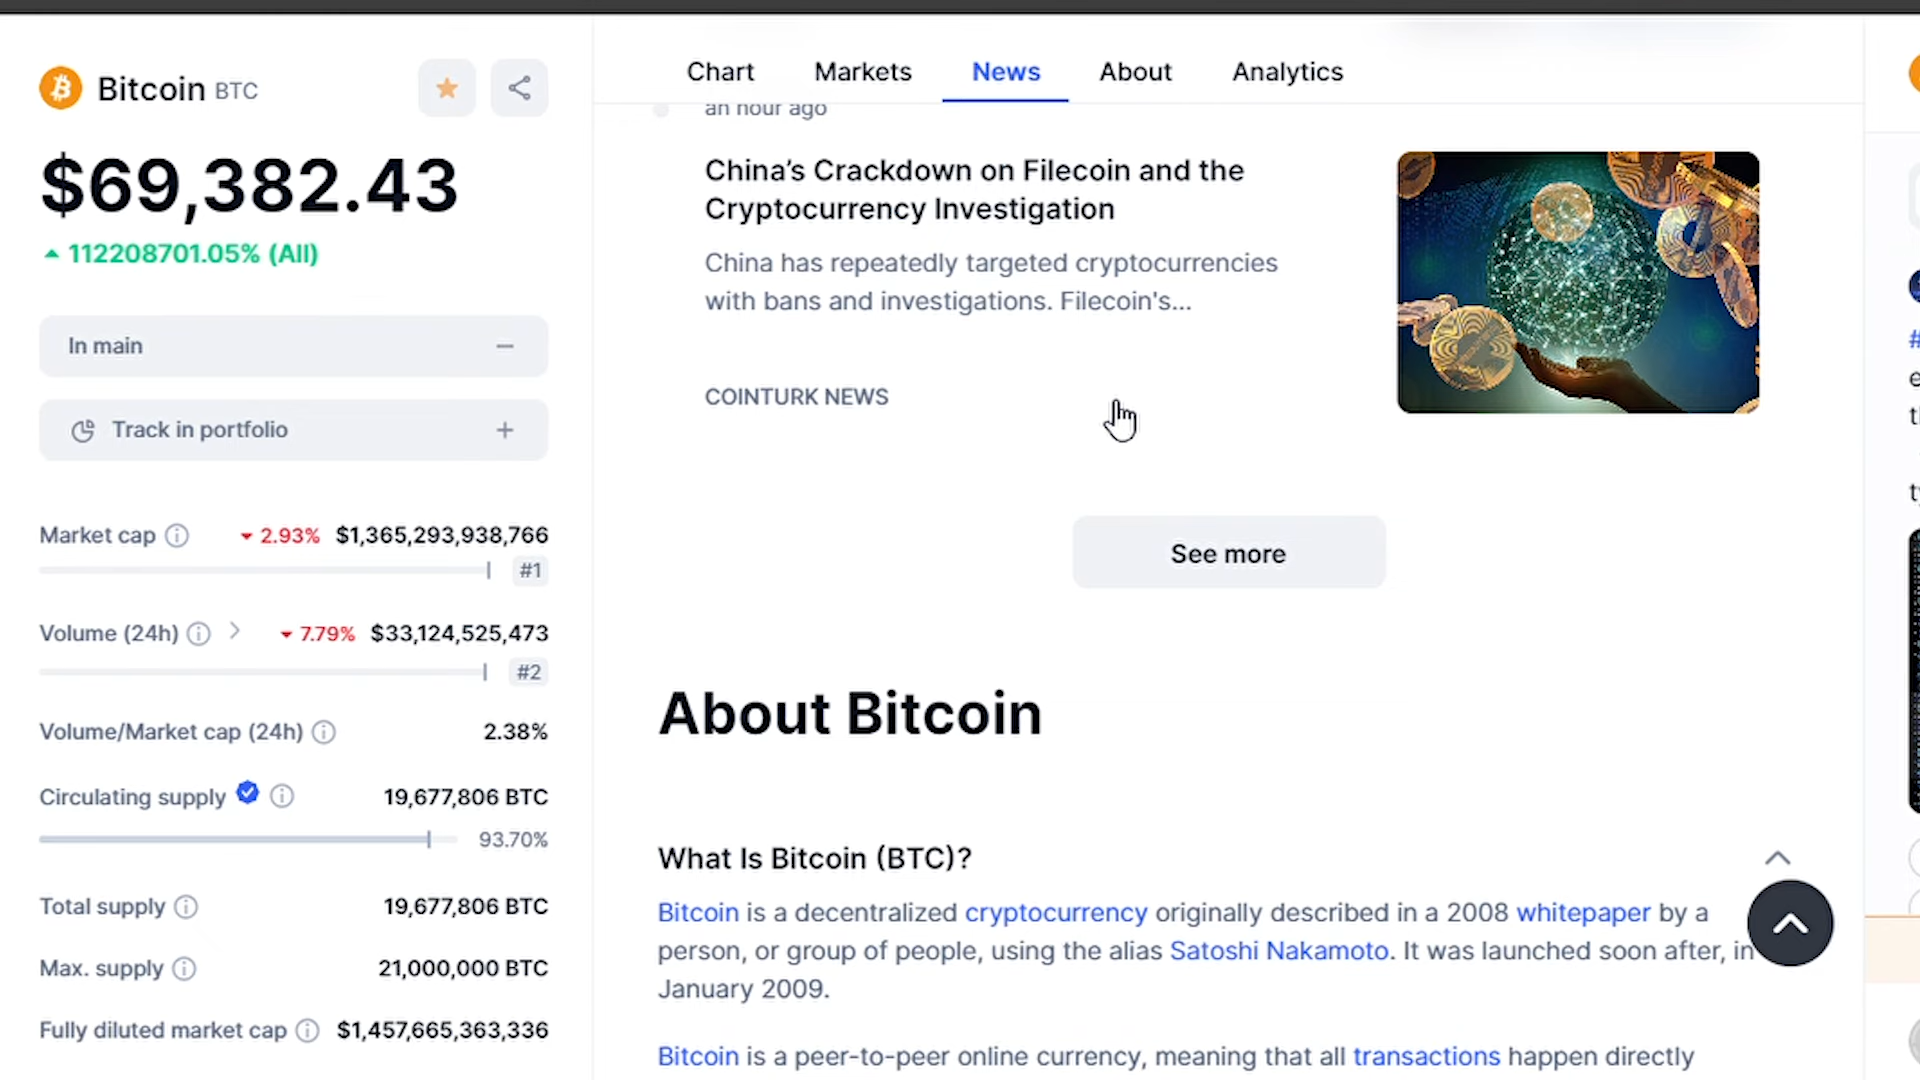 Bitcoin BTC
$69,382.43
112208701.05% (All)
In main
Track in portfolio
Market cap 2.93% $1,365,293,938,766
#1
Volume (24h) 7.79% $33,124,525,473
#2
Volume/Market cap (24h) 2.38%
Circulating supply 19,677,806 BTC
93.70%
Total supply 19,677,806 BTC
Max. supply 21,000,000 BTC
Fully diluted market cap $1,457,665,363,336
Chart Markets News About Analytics
an hour ago
China’s Crackdown on Filecoin and the
Cryptocurrency Investigation
China has repeatedly targeted cryptocurrencies
with bans and investigations. Filecoin's...
COINTURK NEWS
See more
About Bitcoin
What Is Bitcoin (BTC)?
Bitcoin is a decentralized cryptocurrency originally described in a 2008 whitepaper by a
person, or group of people, using the alias Satoshi Nakamoto. It was launched soon after, in
January 2009.
Bitcoin is a peer-to-peer online currency, meaning that all transactions happen directly